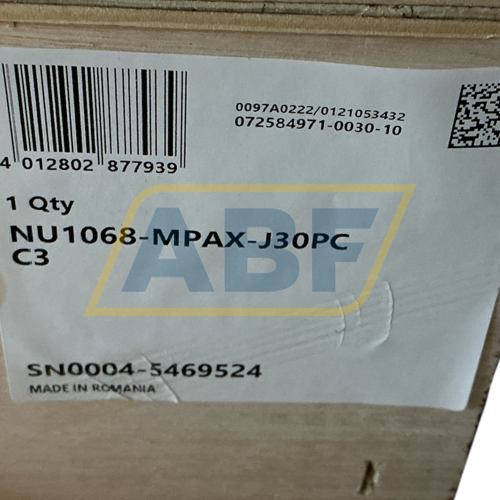 0097A0222/0121053432
072584971-0030-10
4 012802 877939
1 Qty
NU1068-MPAX-J30PC
C3
ABF
SN0004-5469524
MADE IN ROMANIA